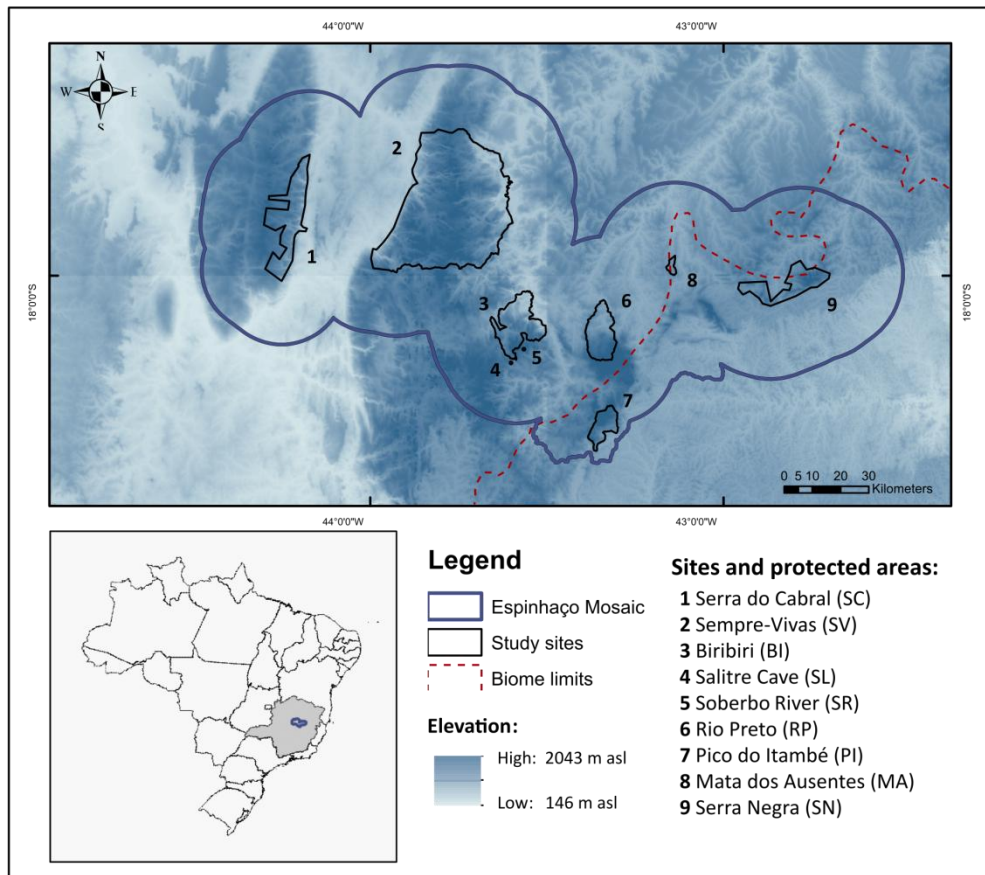 44°0'0"W 43°0'0"W
N
W E
S
18°0'0"S
18°0'0"S
1
2
3
4
5
6
7
8
9
0 5 10 20 30
Kilometers
44°0'0"W 43°0'0"W
Legend
Espinhaço Mosaic
Study sites
Biome limits
Elevation:
High: 2043 m asl
Low: 146 m asl
Sites and protected areas:
1 Serra do Cabral (SC)
2 Sempre-Vivas (SV)
3 Biribiri (BI)
4 Salitre Cave (SL)
5 Soberbo River (SR)
6 Rio Preto (RP)
7 Pico do Itambé (PI)
8 Mata dos Ausentes (MA)
9 Serra Negra (SN)